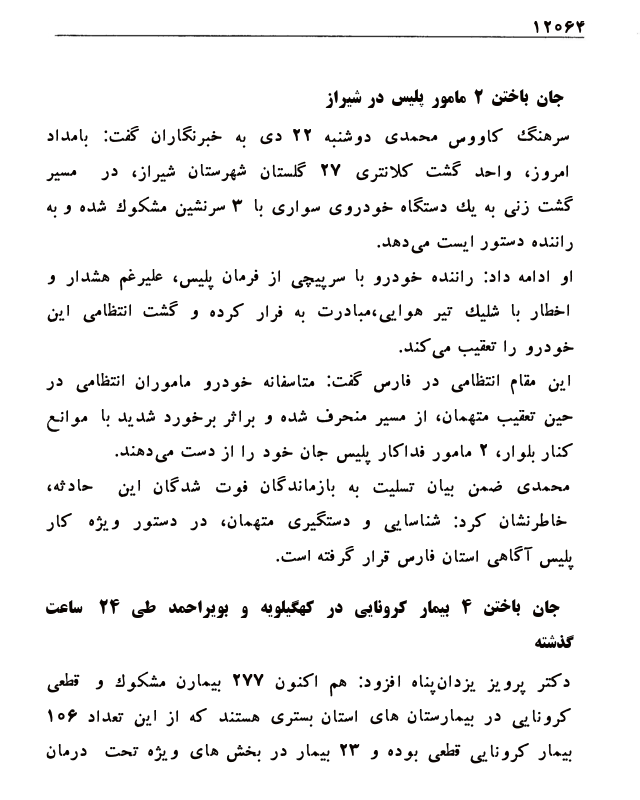 ۱۲۰۶۴
جان باختن ۲ مامور پلیس در شیراز
سرهنگ کاووس محمدی دوشنبه ۲۲ دی به خبرنگاران گفت: بامداد
امروز، واحد گشت کلانتری ۲۷ گلستان شهرستان شیراز، در مسیر
گشت زنی به یك دستگاه خودروی سواری با ۳ سرنشین مشکوك شده و به
راننده دستور ایست می‌دهد.
او ادامه داد: راننده خودرو با سرپیچی از فرمان پلیس، علیرغم هشدار و
اخطار با شلیك تیر هوایی،مبادرت به فرار کرده و گشت انتظامی این
خودرو را تعقیب می‌کند.
این مقام انتظامی در فارس گفت: متاسفانه خودرو ماموران انتظامی در
حین تعقیب متهمان، از مسیر منحرف شده و براثر برخورد شدید با موانع
کنار بلوار، ۲ مامور فداکار پلیس جان خود را از دست می‌دهند.
محمدی ضمن بیان تسلیت به بازماندگان فوت شدگان این حادثه،
خاطرنشان کرد: شناسایی و دستگیری متهمان، در دستور ویژه کار
پلیس آگاهی استان فارس قرار گرفته است.
جان باختن ۴ بیمار کرونایی در کهگیلویه و بویراحمد طی ۲۴ ساعت
گذشته
دکتر پرویز یزدان‌پناه افزود: هم اکنون ۲۷۷ بیمارن مشکوك و قطعی
کرونایی در بیمارستان های استان بستری هستند که از این تعداد ۱۰۶
بیمار کرونایی قطعی بوده و ۲۳ بیمار در بخش های ویژه تحت درمان